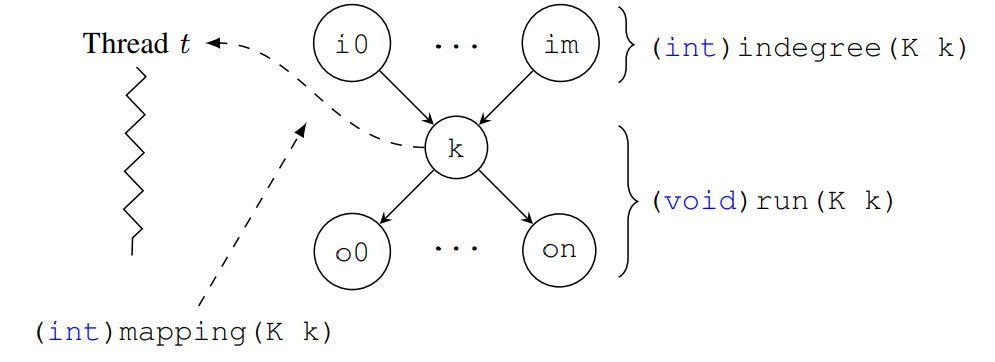 Thread t
i0
...
im
(int)indegree(K k)
k
(void)run(K k)
o0
...
on
(int)mapping(K k)